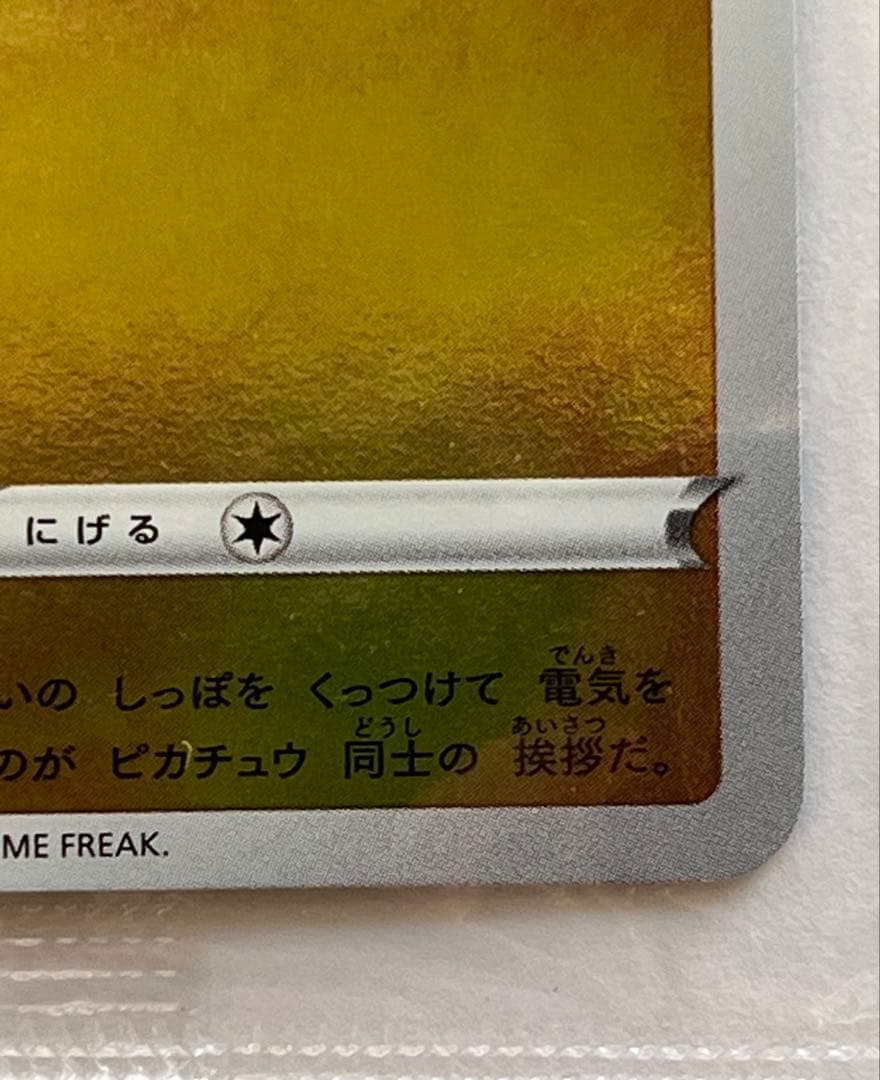 にげる
いの しっぽを くっつけて 電気を
でんき
のが ピカチュウ 同士の 挨拶だ。
どうし あいさつ
ME FREAK.